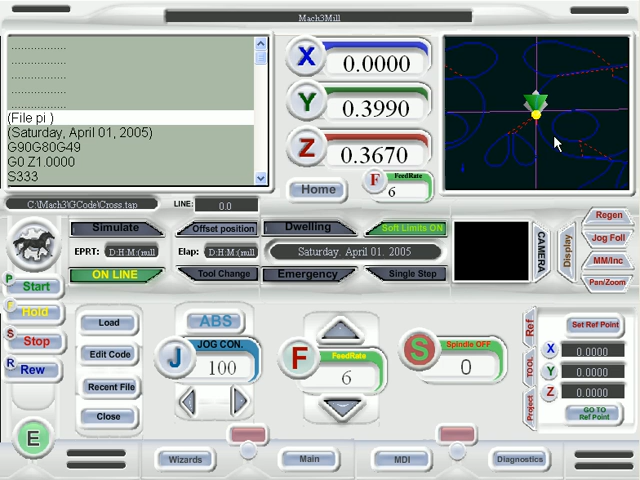 Mach3Mill
..................
..................
..................
..................
..................
(File pi )
(Saturday, April 01, 2005)
G90G80G49
G0 Z1.0000
S333
X 0.0000
Y 0.3990
Z 0.3670
Home
F FeedRate
6
C:\Mach3\GCode\Cross.tap
LINE: 0.0
Simulate
Offset position
Dwelling
Soft Limits ON
EPRT: D:H:M:(null
Elap: D:H:M:(null
Saturday. April 01. 2005
ON LINE
Tool Change
Emergency
Single Step
CAMERA
Display
Regen
Jog Foll
MM/Inc
Pan/Zoom
P Start
F Hold
S Stop
R Rew
E
Load
Edit Code
Recent File
Close
ABS
J JOG CON.
100
F FeedRate
6
S Spindle OFF
0
Ref
TOOL
Project
Set Ref Point
X 0.0000
Y 0.0000
Z 0.0000
GO TO
Ref Point
Wizards
Main
MDI
Diagnostics